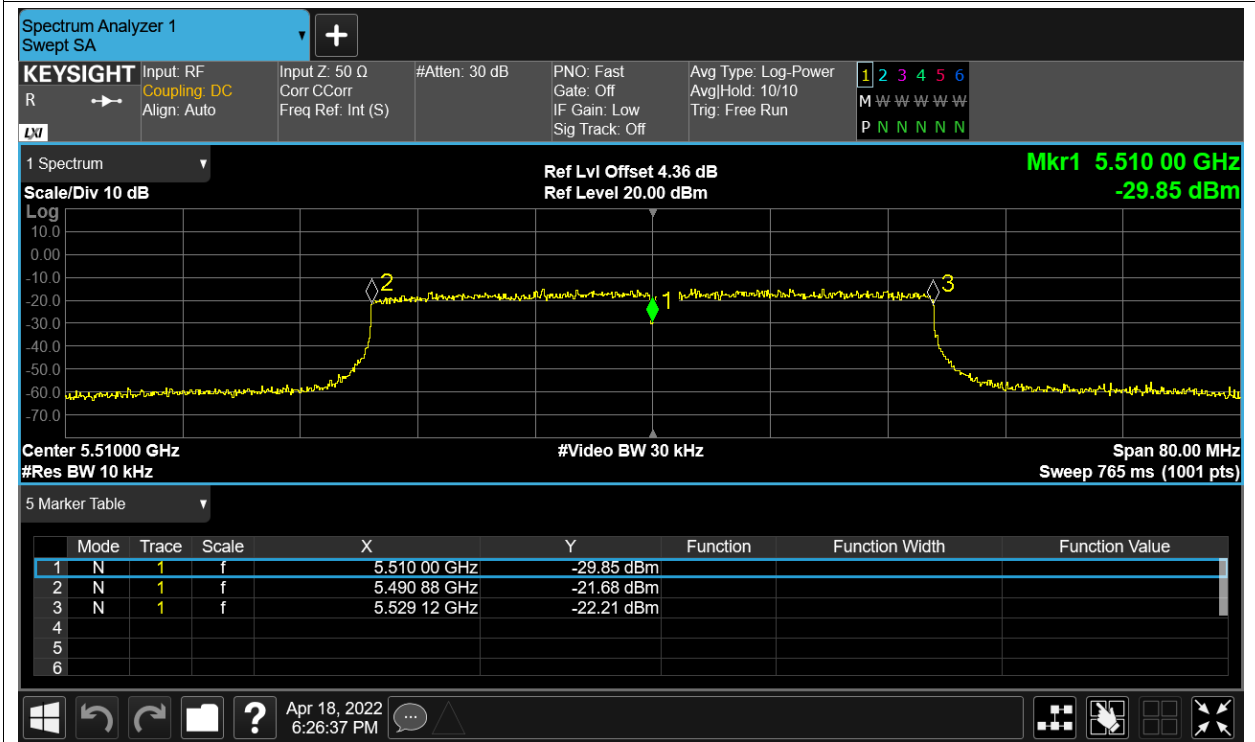 Spectrum Analyzer 1
Swept SA
+
KEYSIGHT Input: RF Input Z: 50 Ω #Atten: 30 dB PNO: Fast Avg Type: Log-Power 1 2 3 4 5 6
R Coupling: DC Corr CCorr Gate: Off Avg|Hold: 10/10 M W W W W W
Align: Auto Freq Ref: Int (S) IF Gain: Low Trig: Free Run
LXI Sig Track: Off P N N N N N
1 Spectrum Ref Lvl Offset 4.36 dB Mkr1 5.510 00 GHz
Scale/Div 10 dB Ref Level 20.00 dBm -29.85 dBm
Log
10.0
0.00
-10.0
-20.0
-30.0
-40.0
-50.0
-60.0
-70.0
2
1
3
Center 5.51000 GHz #Video BW 30 kHz Span 80.00 MHz
#Res BW 10 kHz Sweep 765 ms (1001 pts)
5 Marker Table
Mode Trace Scale X Y Function Function Width Function Value
1 N 1 f 5.510 00 GHz -29.85 dBm
2 N 1 f 5.490 88 GHz -21.68 dBm
3 N 1 f 5.529 12 GHz -22.21 dBm
4
5
6
? Apr 18, 2022
6:26:37 PM